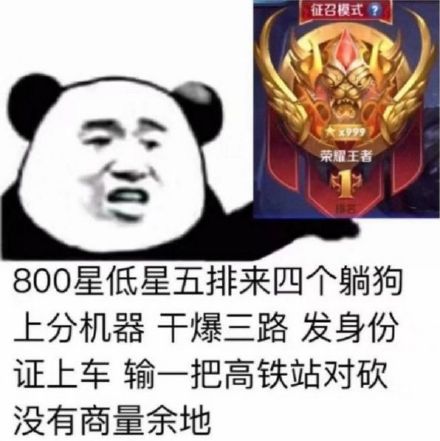 征召模式 ?
x999
荣耀王者
1
排名
800星低星五排来四个躺狗
上分机器 干爆三路 发身份
证上车 输一把高铁站对砍
没有商量余地